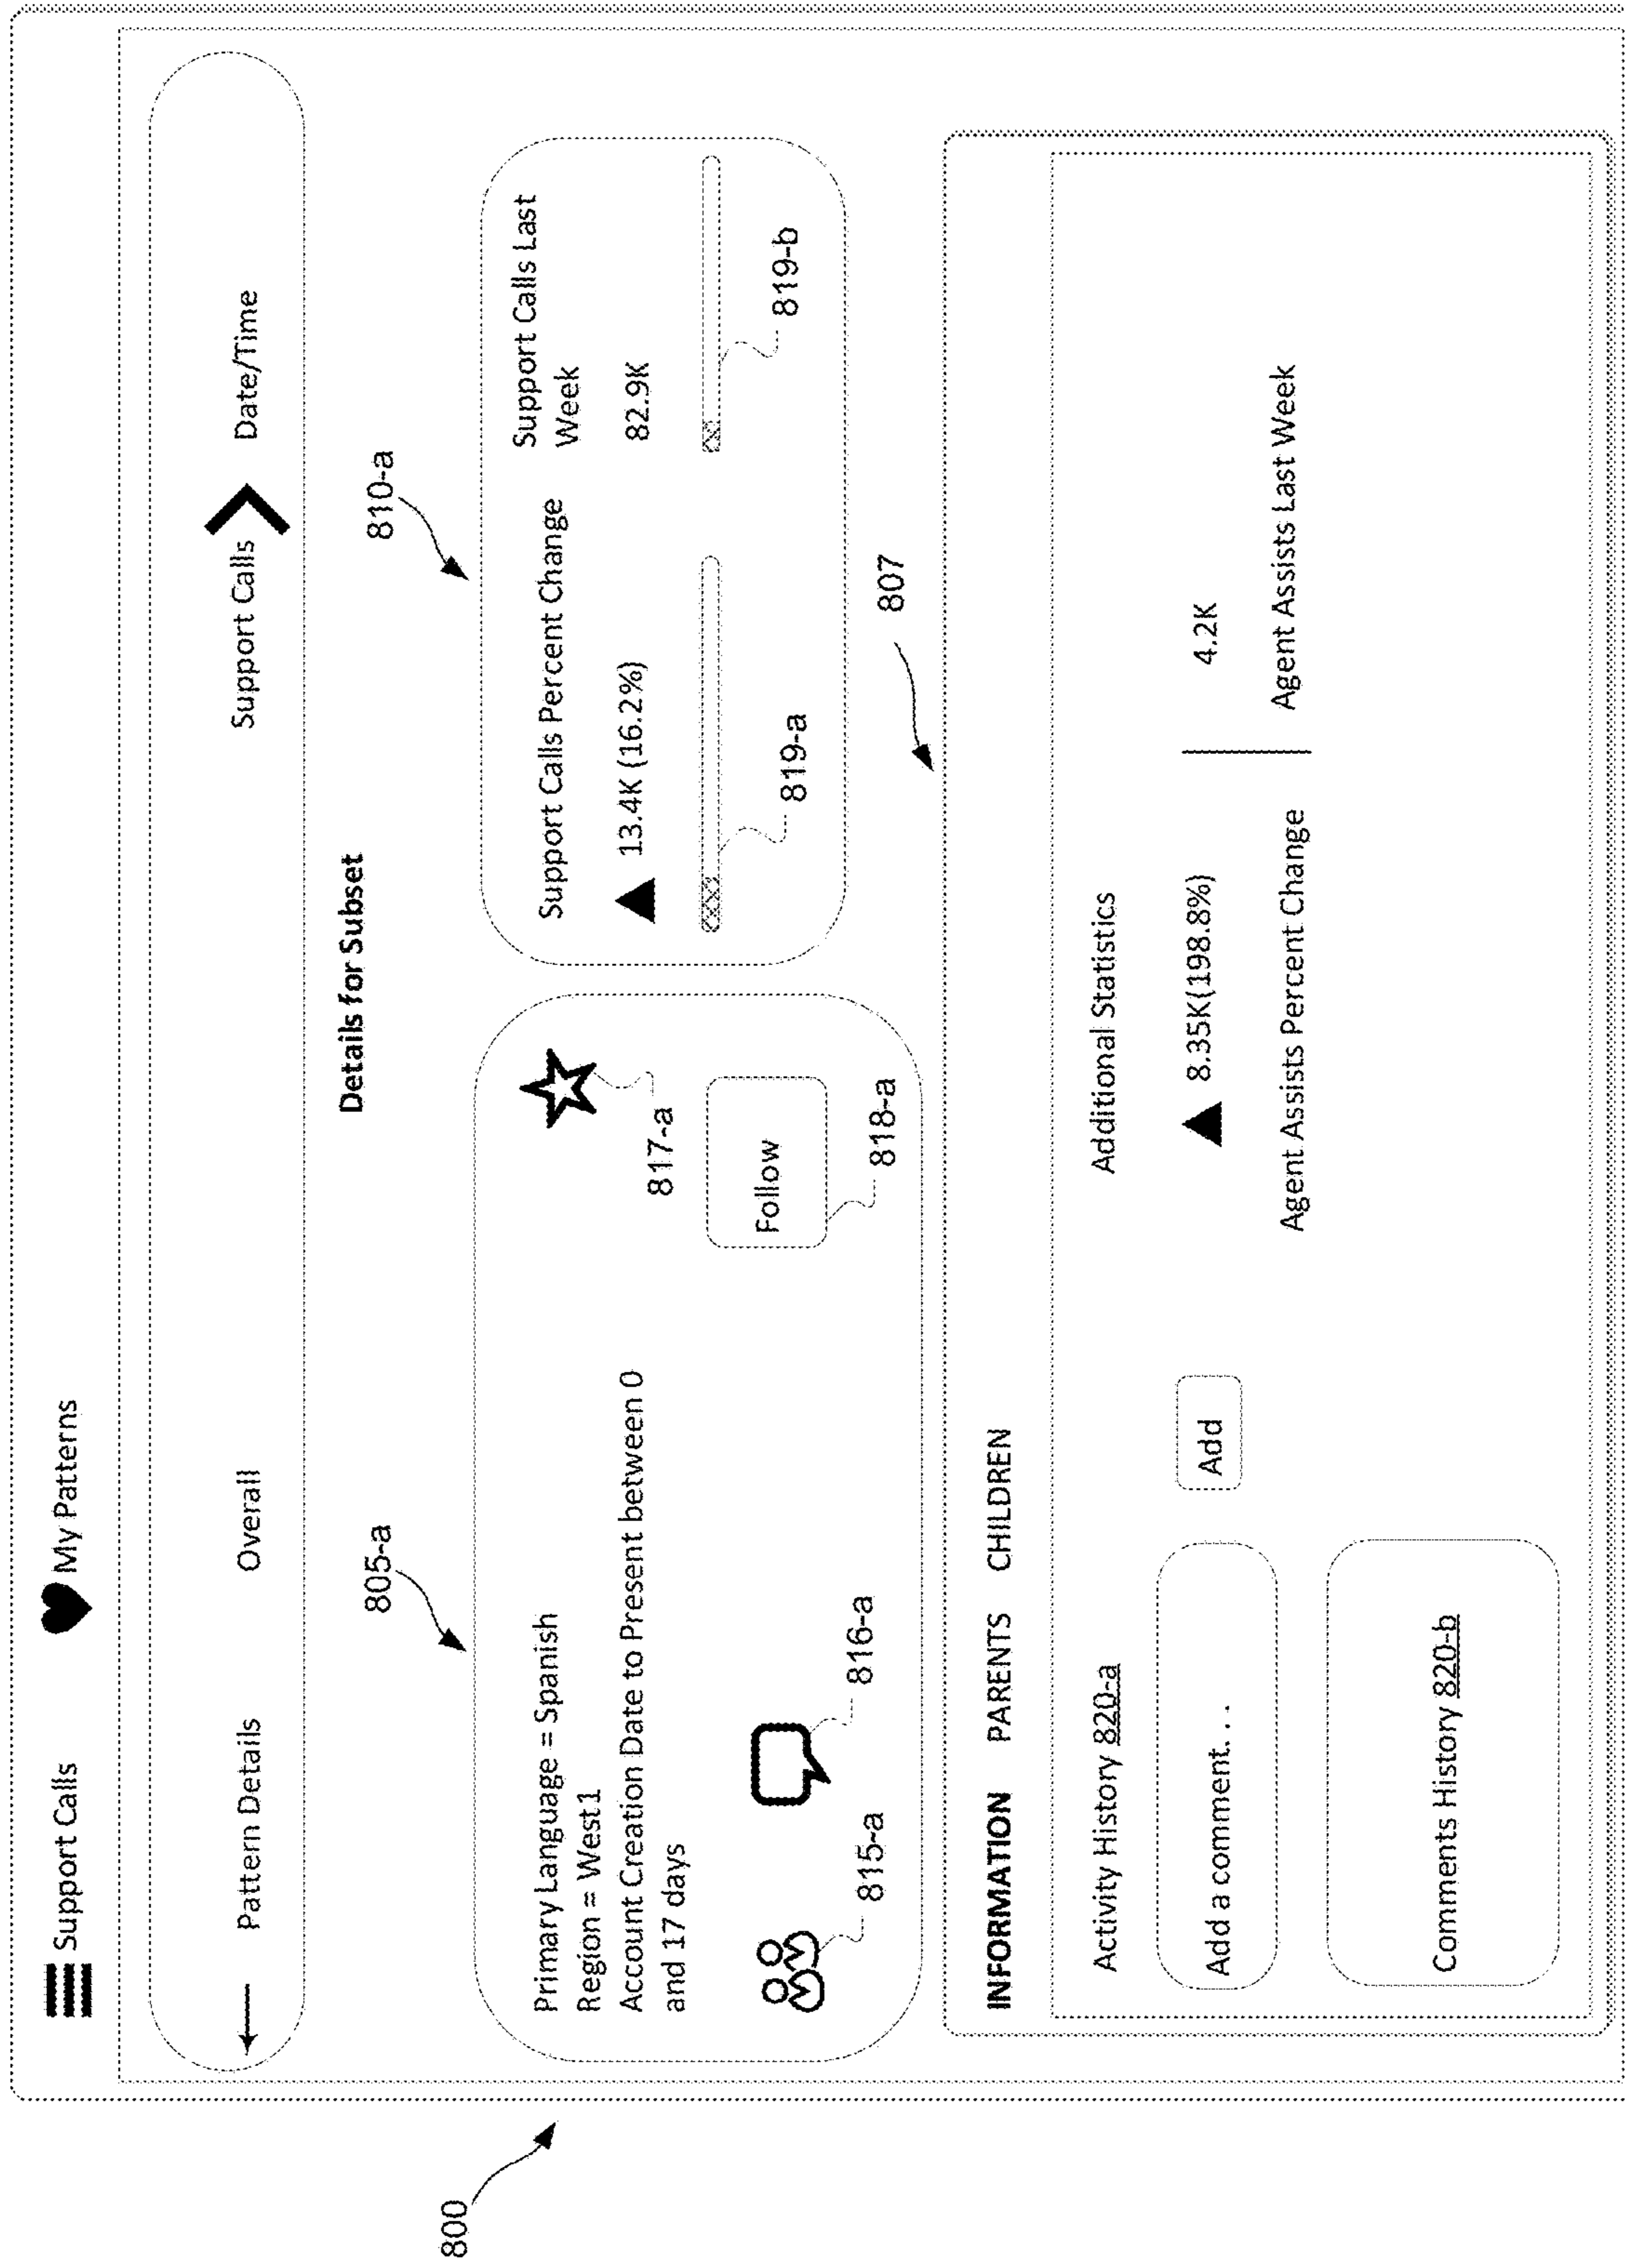 Support Calls
My Patterns
Pattern Details
Overall
Support Calls
Date/Time
Details for Subset
800
805-a
810-a
Primary Language = Spanish
Region = West1
Account Creation Date to Present between 0
and 17 days
815-a
816-a
817-a
Follow
818-a
Support Calls Percent Change
13.4K (16.2%)
819-a
Support Calls Last
Week
82.9K
819-b
807
INFORMATION PARENTS CHILDREN
Activity History 820-a
Add a comment. . .
Add
Comments History 820-b
Additional Statistics
8.35K(198.8%)
Agent Assists Percent Change
4.2K
Agent Assists Last Week